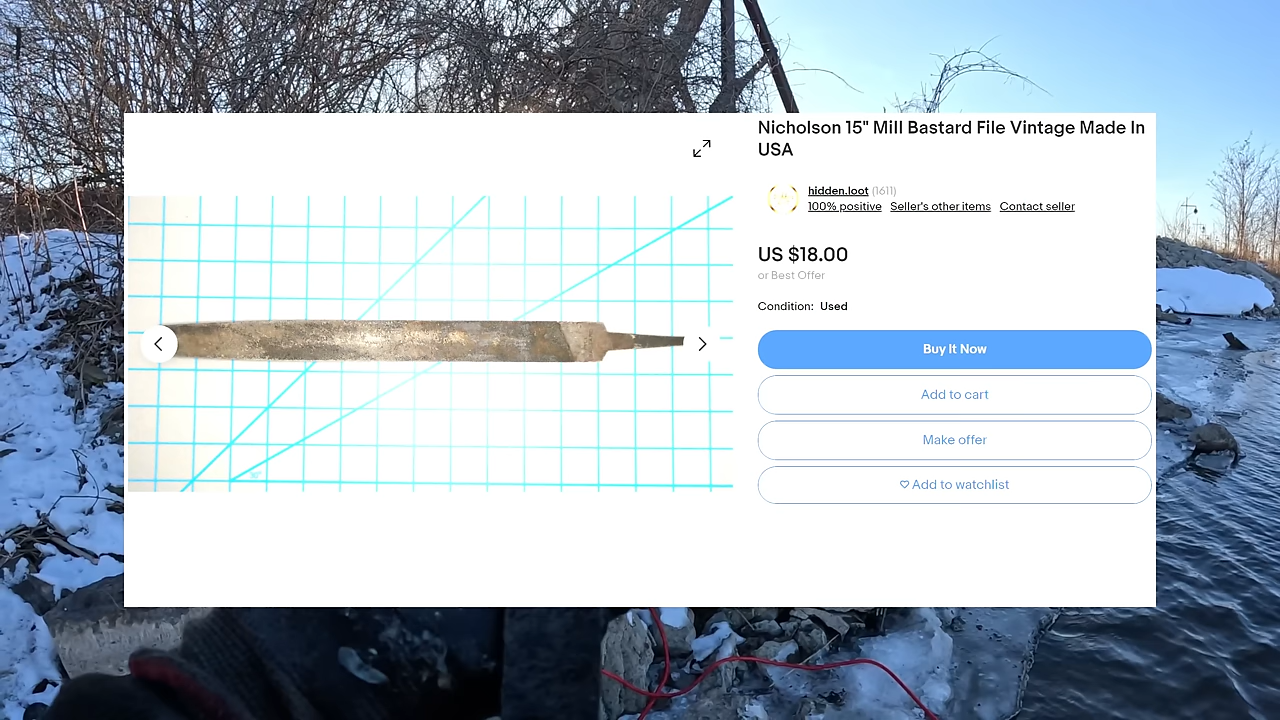 Nicholson 15" Mill Bastard File Vintage Made In
USA
hidden.loot (1611)
100% positive Seller's other items Contact seller
US $18.00
or Best Offer
Condition: Used
Buy It Now
Add to cart
Make offer
Add to watchlist